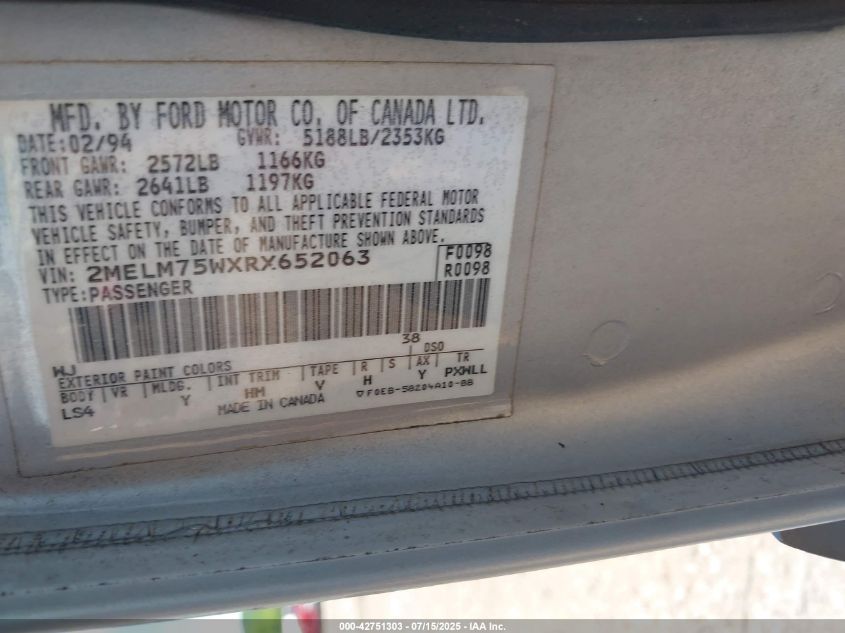 MFD. BY FORD MOTOR CO. OF CANADA LTD.
DATE: 02/94 GVWR: 5188LB/2353KG
FRONT GAWR: 2572LB 1166KG
REAR GAWR: 2641LB 1197KG
THIS VEHICLE CONFORMS TO ALL APPLICABLE FEDERAL MOTOR
VEHICLE SAFETY, BUMPER, AND THEFT PREVENTION STANDARDS
IN EFFECT ON THE DATE OF MANUFACTURE SHOWN ABOVE.
VIN: 2MELM75WXRX652063 F0098
TYPE: PASSENGER R0098
38
WJ DSO
EXTERIOR PAINT COLORS
BODY VR MLDG. INT TRIM TAPE R S AX TR
LS4 Y HM V H Y PXWLL
MADE IN CANADA ▽F0EB-58204A10-BB
000-42751303 - 07/15/2025 - IAA Inc.